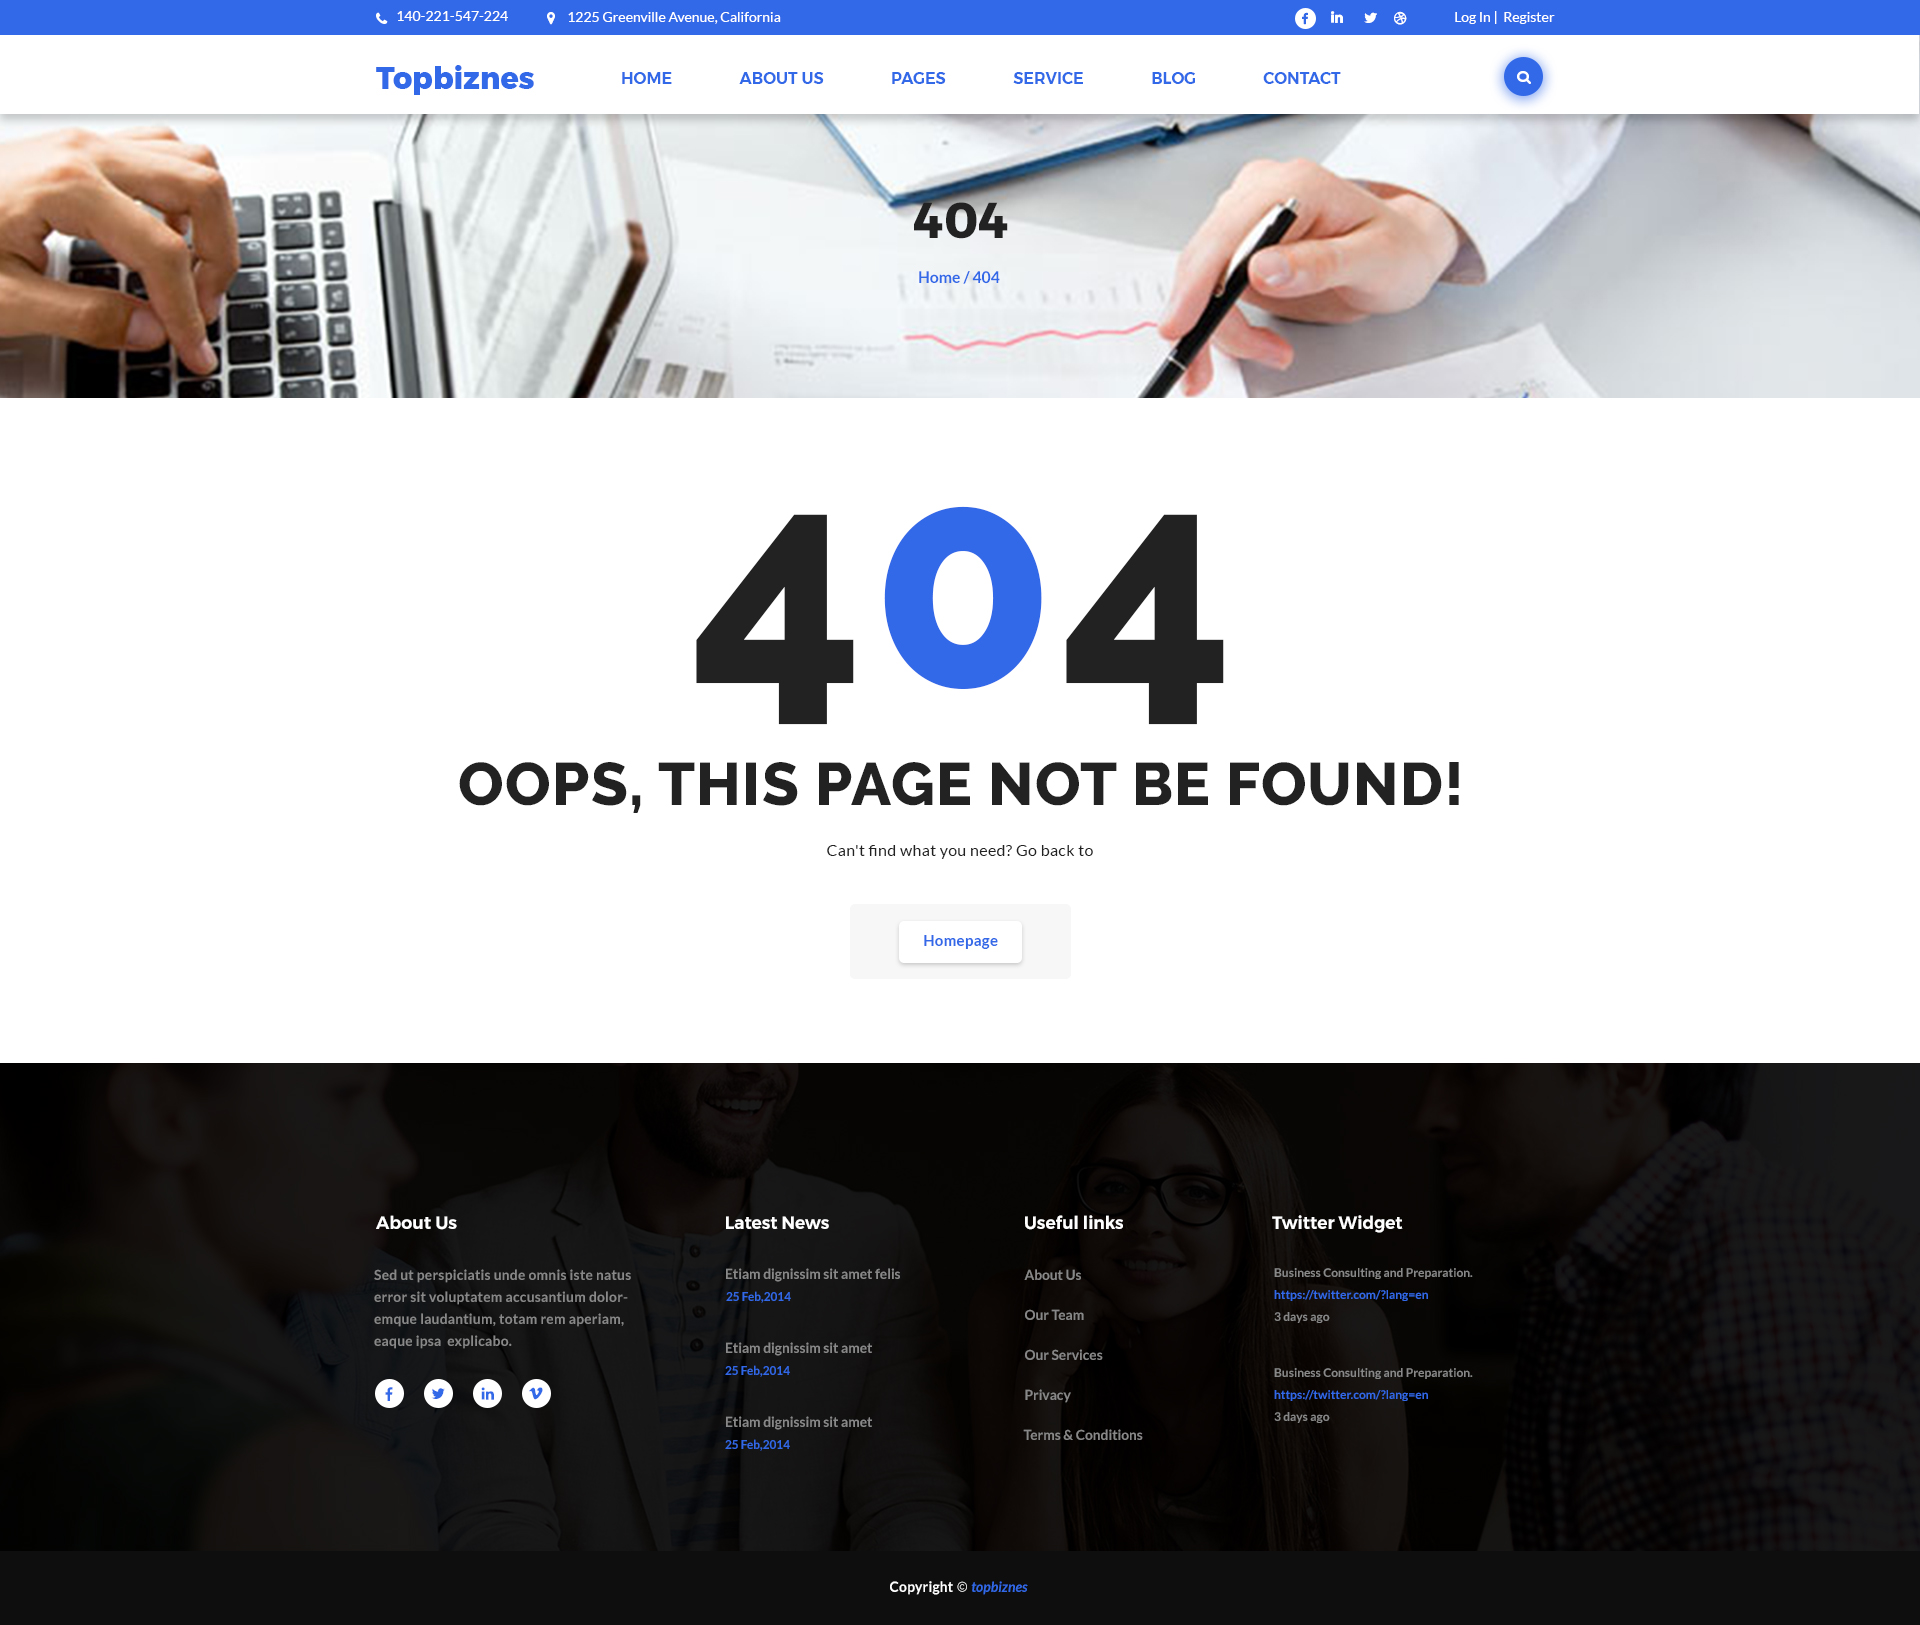 140-221-547-224
1225 Greenville Avenue, California
Log In | Register
Topbiznes
HOME
ABOUT US
PAGES
SERVICE
BLOG
CONTACT
404
Home / 404
404
OOPS, THIS PAGE NOT BE FOUND!
Can't find what you need? Go back to
Homepage
About Us
Sed ut perspiciatis unde omnis iste natus
error sit voluptatem accusantium dolor-
emque laudantium, totam rem aperiam,
eaque ipsa explicabo.
Latest News
Etiam dignissim sit amet felis
25 Feb,2014
Etiam dignissim sit amet
25 Feb,2014
Etiam dignissim sit amet
25 Feb,2014
Useful links
About Us
Our Team
Our Services
Privacy
Terms & Conditions
Twitter Widget
Business Consulting and Preparation.
https://twitter.com/?lang=en
3 days ago
Business Consulting and Preparation.
https://twitter.com/?lang=en
3 days ago
Copyright © topbiznes